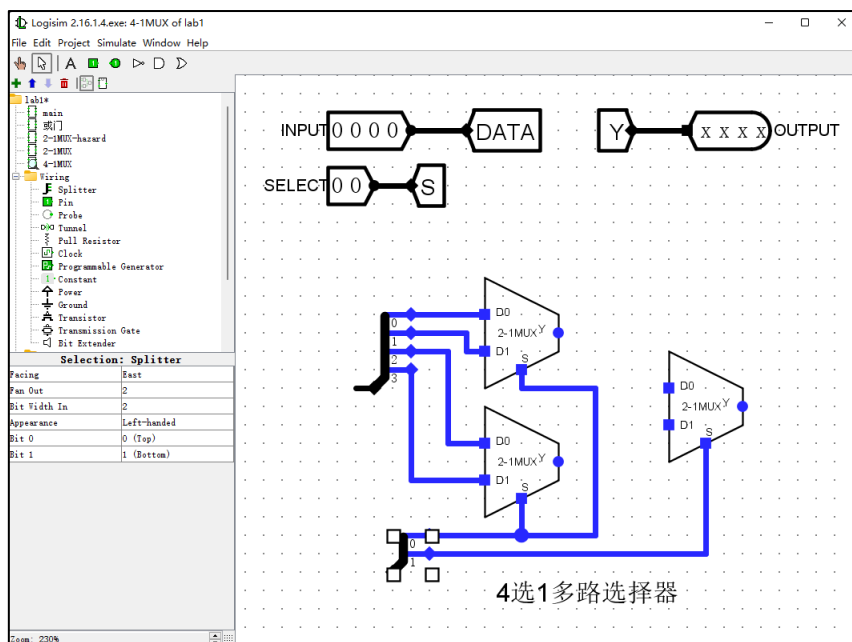 Logisim 2.16.1.4.exe: 4-1MUX of lab1
File Edit Project Simulate Window Help
A
lab1*
main
或门
2-1MUX-hazard
2-1MUX
4-1MUX
Wiring
Splitter
Pin
Probe
Tunnel
Pull Resistor
Clock
Programmable Generator
Constant
Power
Ground
Transistor
Transmission Gate
Bit Extender
Selection: Splitter
Facing East
Fan Out 2
Bit Width In 2
Appearance Left-handed
Bit 0 0 (Top)
Bit 1 1 (Bottom)
Zoom: 230%
INPUT 0 0 0 0 DATA
Y x x x x OUTPUT
SELECT 0 0 S
0
1
2
3
D0
2-1MUX Y
D1
S
D0
2-1MUX Y
D1
S
D0
2-1MUX Y
D1
S
0
1
4选1多路选择器